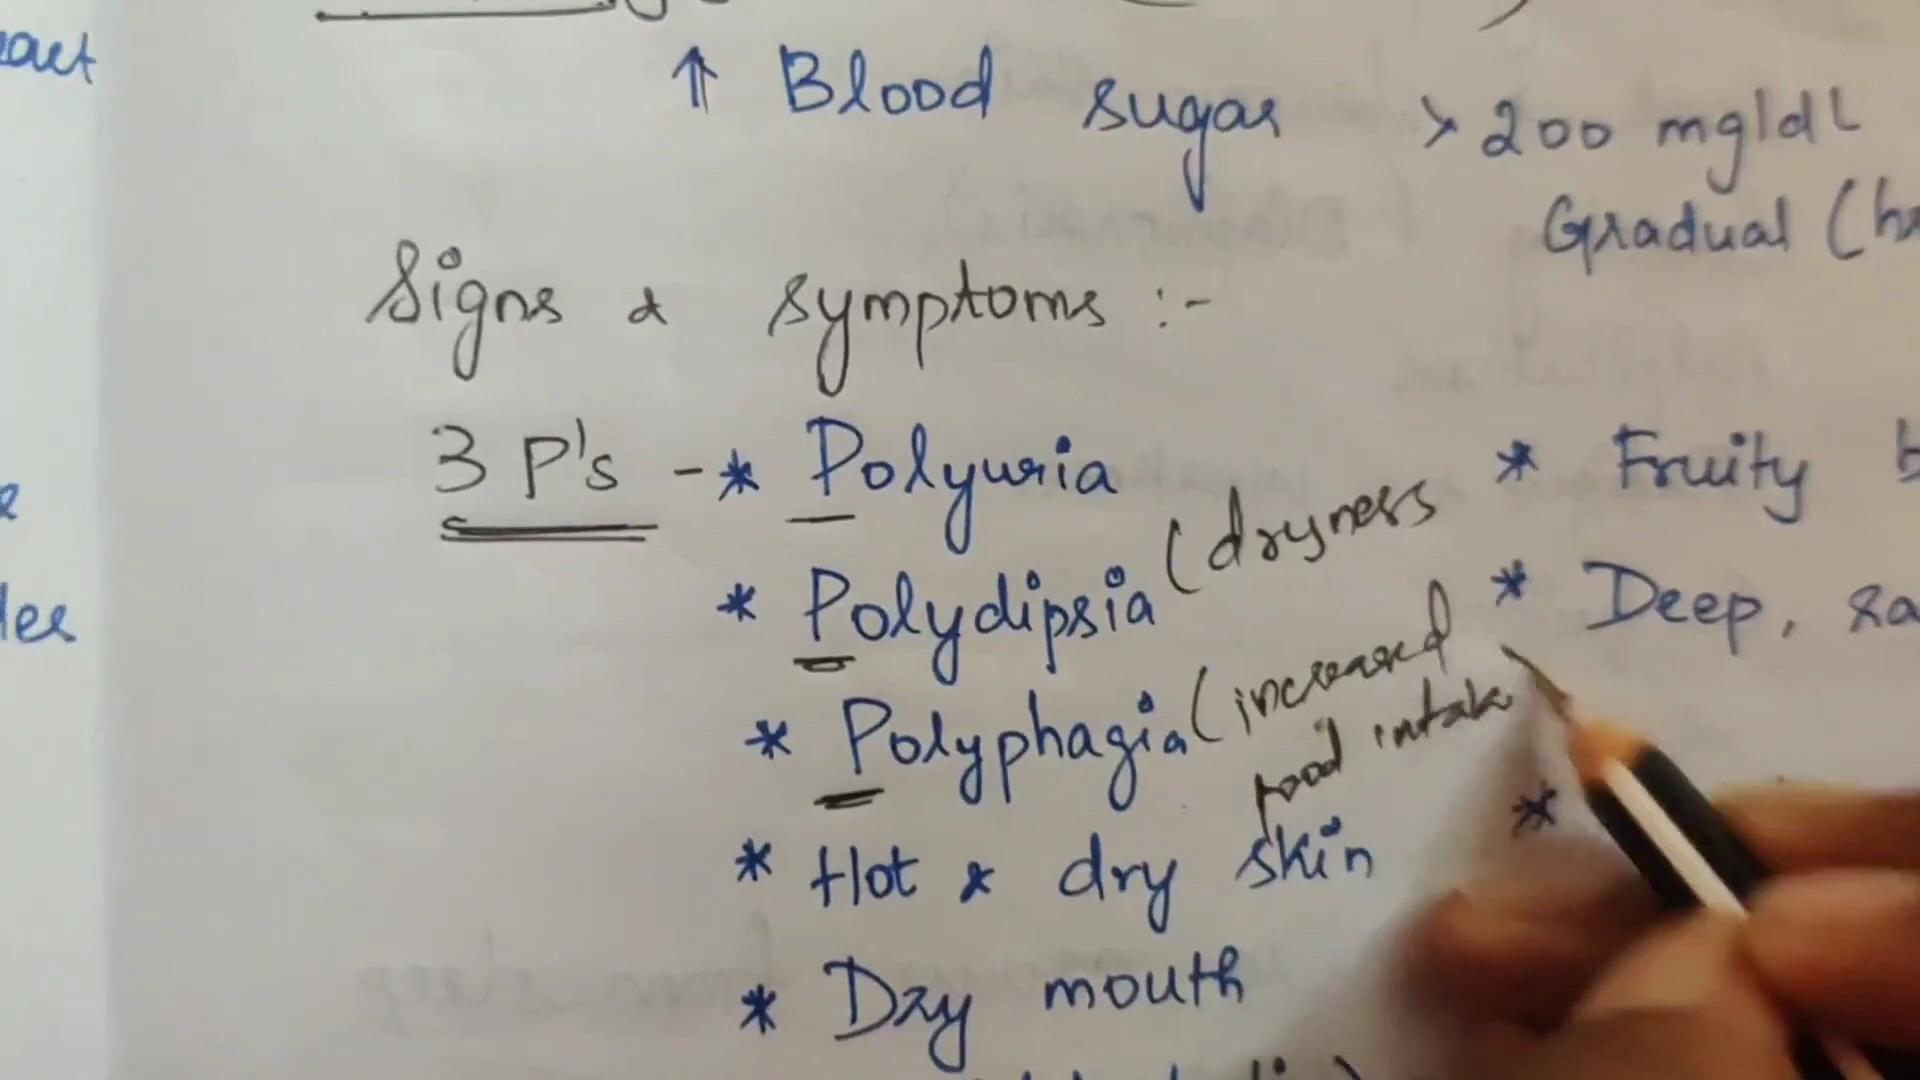 ↑ Blood sugar > 200 mg/dL
Gradual (
Signs & symptoms :-
3 P's - * Polyuria
* Polydipsia (dryness
* Polyphagia (increased
food intake
* Hot & dry skin
* Dry mouth
* Fruity
* Deep,
*